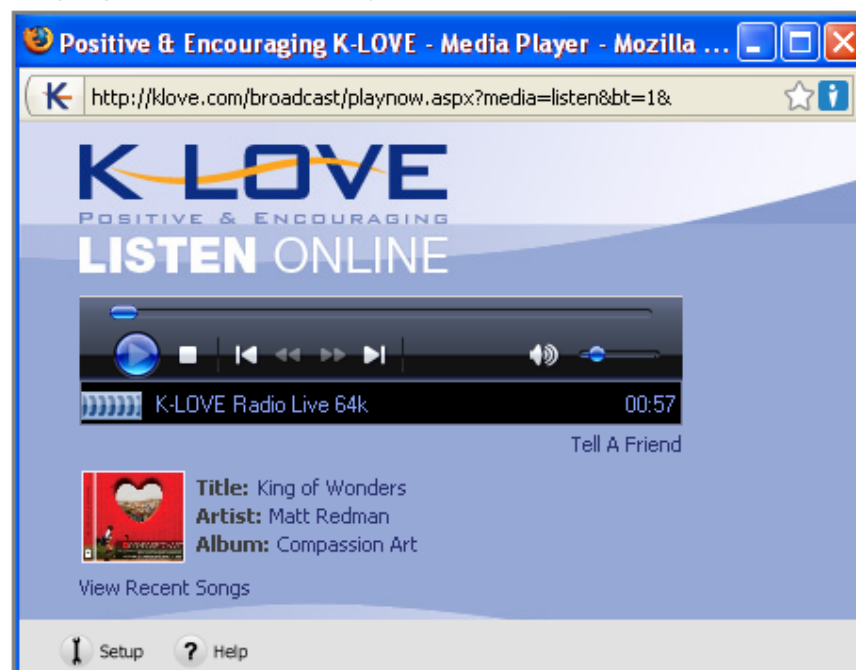 Positive & Encouraging K-LOVE - Media Player - Mozilla ...
http://klove.com/broadcast/playnow.aspx?media=listen&bt=1&
K-LOVE
POSITIVE & ENCOURAGING
LISTEN ONLINE
K-LOVE Radio Live 64k 00:57
Tell A Friend
Title: King of Wonders
Artist: Matt Redman
Album: Compassion Art
View Recent Songs
Setup ? Help